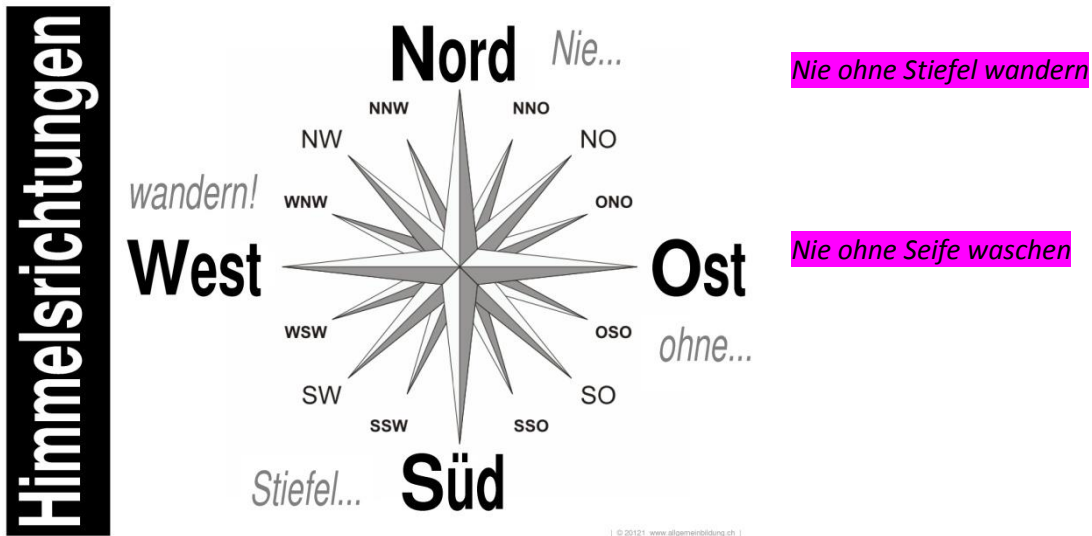 Himmelsrichtungen
Nord
Nie...
Nie ohne Stiefel wandern
NNW
NNO
NW
NO
wandern!
WNW
ONO
West
Ost
Nie ohne Seife waschen
WSW
OSO
ohne...
SW
SO
SSW
SSO
Stiefel...
Süd
| © 20121 www.allgemeinbildung.ch |